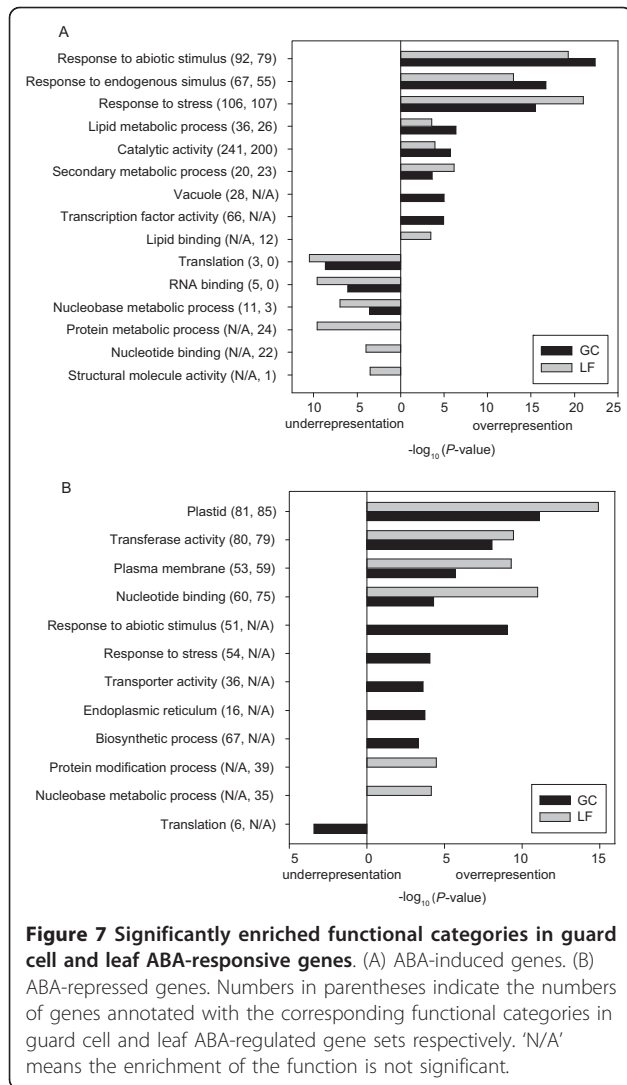 A
Response to abiotic stimulus (92, 79)
Response to endogenous simulus (67, 55)
Response to stress (106, 107)
Lipid metabolic process (36, 26)
Catalytic activity (241, 200)
Secondary metabolic process (20, 23)
Vacuole (28, N/A)
Transcription factor activity (66, N/A)
Lipid binding (N/A, 12)
Translation (3, 0)
RNA binding (5, 0)
Nucleobase metabolic process (11, 3)
Protein metabolic process (N/A, 24)
Nucleotide binding (N/A, 22)
Structural molecule activity (N/A, 1)
GC
LF
10 5 0 5 10 15 20 25
underrepresentation overrepresention
-log10 (P-value)
B
Plastid (81, 85)
Transferase activity (80, 79)
Plasma membrane (53, 59)
Nucleotide binding (60, 75)
Response to abiotic stimulus (51, N/A)
Response to stress (54, N/A)
Transporter activity (36, N/A)
Endoplasmic reticulum (16, N/A)
Biosynthetic process (67, N/A)
Protein modification process (N/A, 39)
Nucleobase metabolic process (N/A, 35)
Translation (6, N/A)
GC
LF
5 0 5 10 15
underrepresentation overrepresention
-log10 (P-value)
Figure 7 Significantly enriched functional categories in guard
cell and leaf ABA-responsive genes. (A) ABA-induced genes. (B)
ABA-repressed genes. Numbers in parentheses indicate the numbers
of genes annotated with the corresponding functional categories in
guard cell and leaf ABA-regulated gene sets respectively. 'N/A'
means the enrichment of the function is not significant.